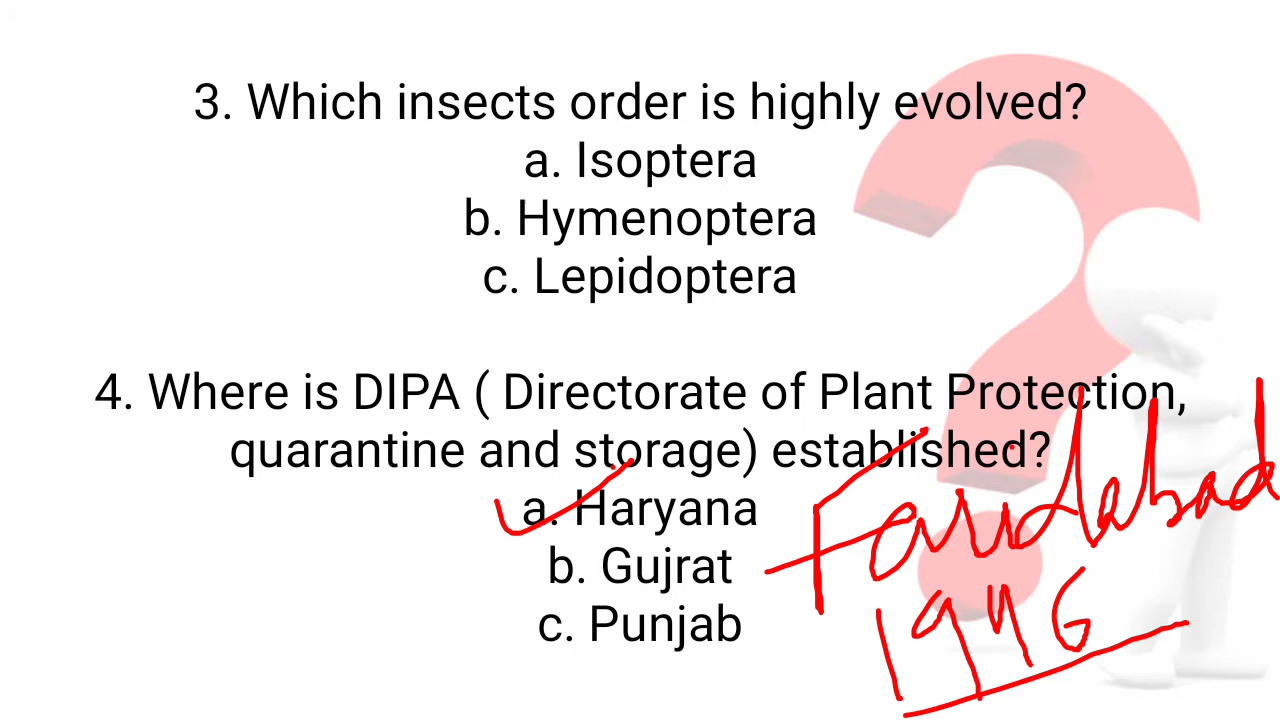 3. Which insects order is highly evolved?
a. Isoptera
b. Hymenoptera
c. Lepidoptera
4. Where is DIPA ( Directorate of Plant Protection,
quarantine and storage) established?
a. Haryana
b. Gujrat
c. Punjab
Faridabad
1946